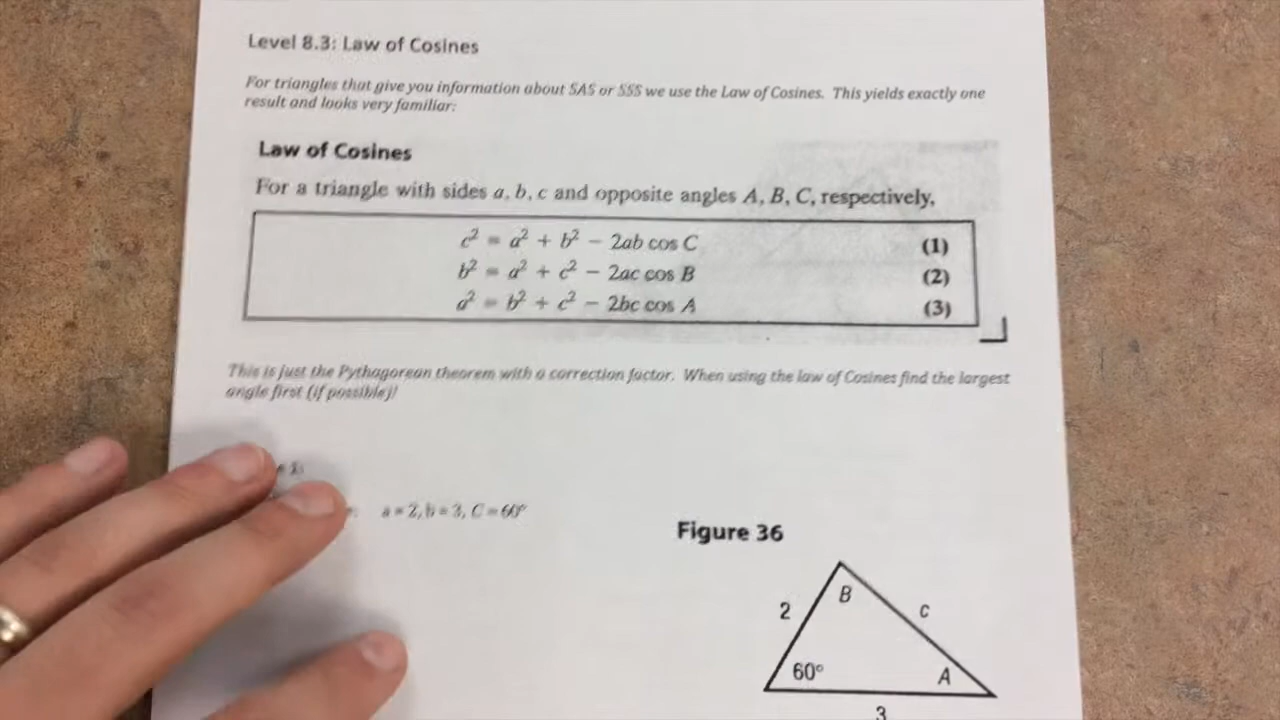 Level 8.3: Law of Cosines
For triangles that give you information about SAS or SSS we use the Law of Cosines. This yields exactly one
result and looks very familiar:
Law of Cosines
For a triangle with sides a, b, c and opposite angles A, B, C, respectively,
c² = a² + b² − 2ab cos C (1)
b² = a² + c² − 2ac cos B (2)
a² = b² + c² − 2bc cos A (3)
This is just the Pythagorean theorem with a correction factor. When using the law of Cosines find the largest
angle first (if possible)!
a = 2, b = 3, C = 60°
Figure 36
B
2
c
60°
A
3